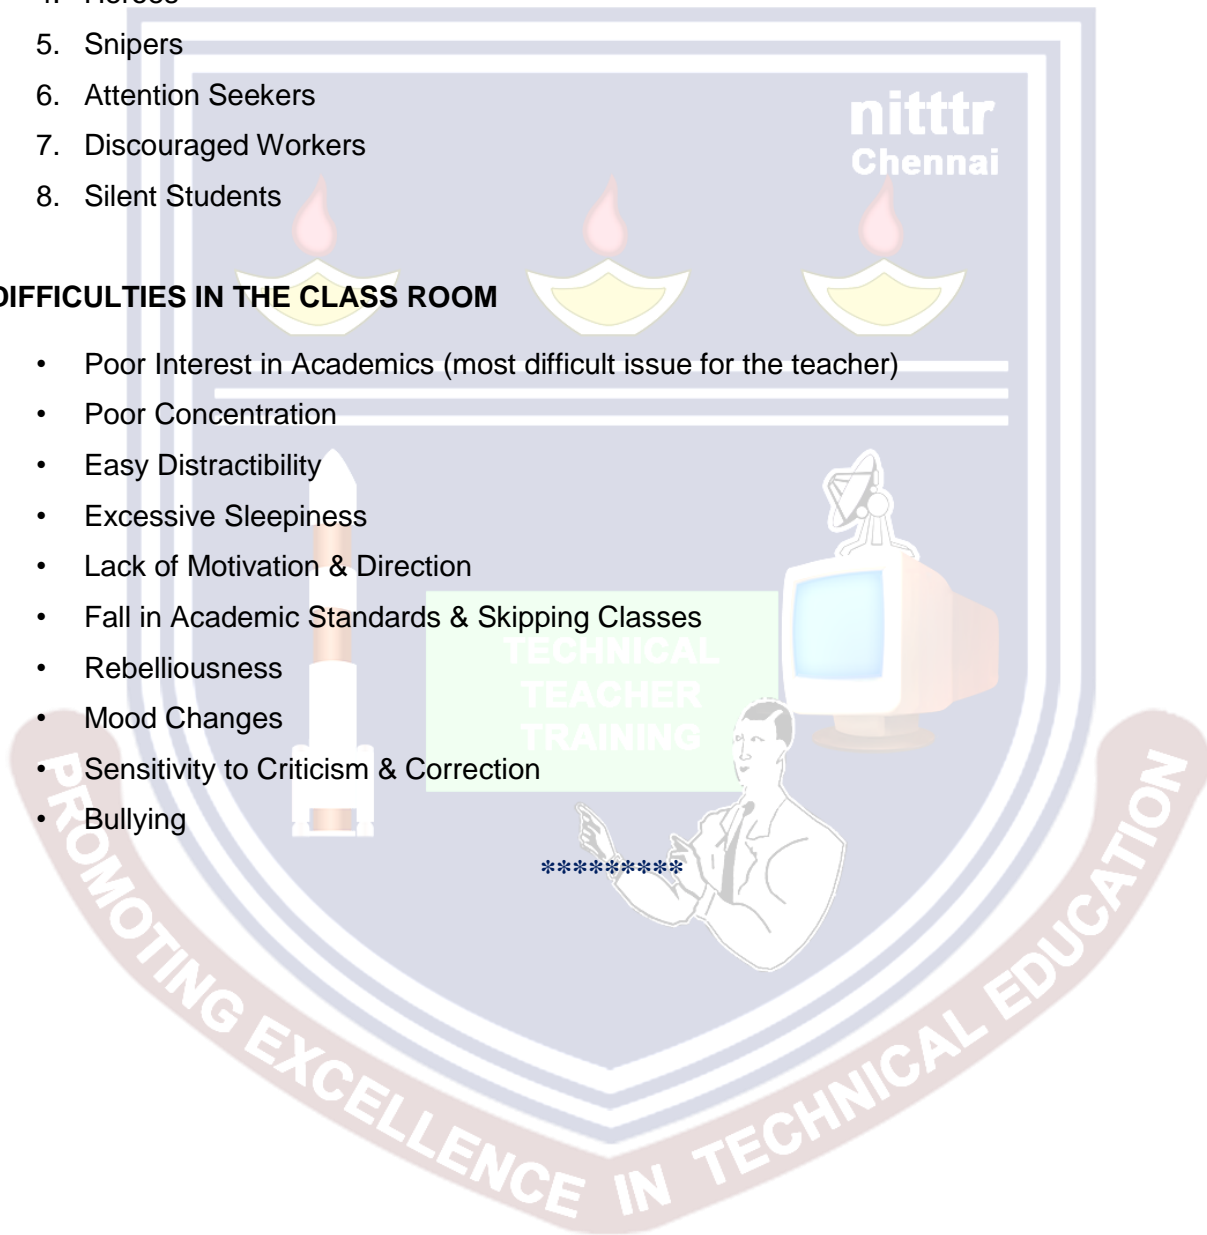 4. Heroes
5. Snipers
6. Attention Seekers
7. Discouraged Workers
8. Silent Students
nitttr
Chennai
DIFFICULTIES IN THE CLASS ROOM
• Poor Interest in Academics (most difficult issue for the teacher)
• Poor Concentration
• Easy Distractibility
• Excessive Sleepiness
• Lack of Motivation & Direction
• Fall in Academic Standards & Skipping Classes
• Rebelliousness
• Mood Changes
• Sensitivity to Criticism & Correction
• Bullying
*********
TECHNICAL
TEACHER
TRAINING
PROMOTING EXCELLENCE IN TECHNICAL EDUCATION